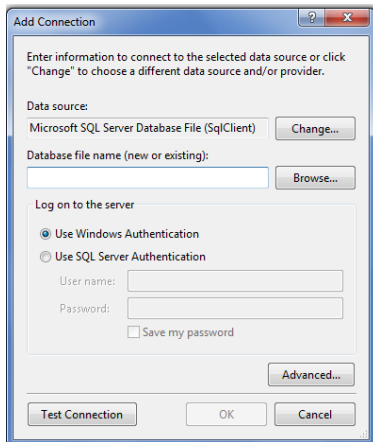 Add Connection
Enter information to connect to the selected data source or click
"Change" to choose a different data source and/or provider.
Data source:
Microsoft SQL Server Database File (SqlClient)
Change...
Database file name (new or existing):
Browse...
Log on to the server
Use Windows Authentication
Use SQL Server Authentication
User name:
Password:
Save my password
Advanced...
Test Connection
OK
Cancel